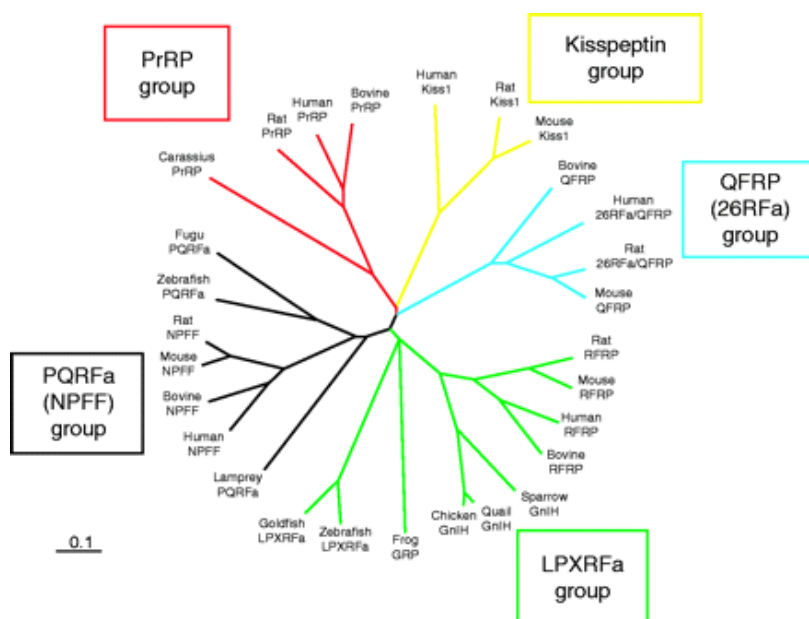 PrRP
group
Kisspeptin
group
QFRP
(26RFa)
group
PQRFa
(NPFF)
group
LPXRFa
group
Carassius
PrRP
Rat
PrRP
Human
PrRP
Bovine
PrRP
Human
Kiss1
Rat
Kiss1
Mouse
Kiss1
Bovine
QFRP
Human
26RFa/QFRP
Rat
26RFa/QFRP
Mouse
QFRP
Rat
RFRP
Mouse
RFRP
Human
RFRP
Bovine
RFRP
Sparrow
GnIH
Quail
GnIH
Chicken
GnIH
Frog
GRP
Zebrafish
LPXRFa
Goldfish
LPXRFa
Lamprey
PQRFa
Human
NPFF
Bovine
NPFF
Mouse
NPFF
Rat
NPFF
Zebrafish
PQRFa
Fugu
PQRFa
0.1